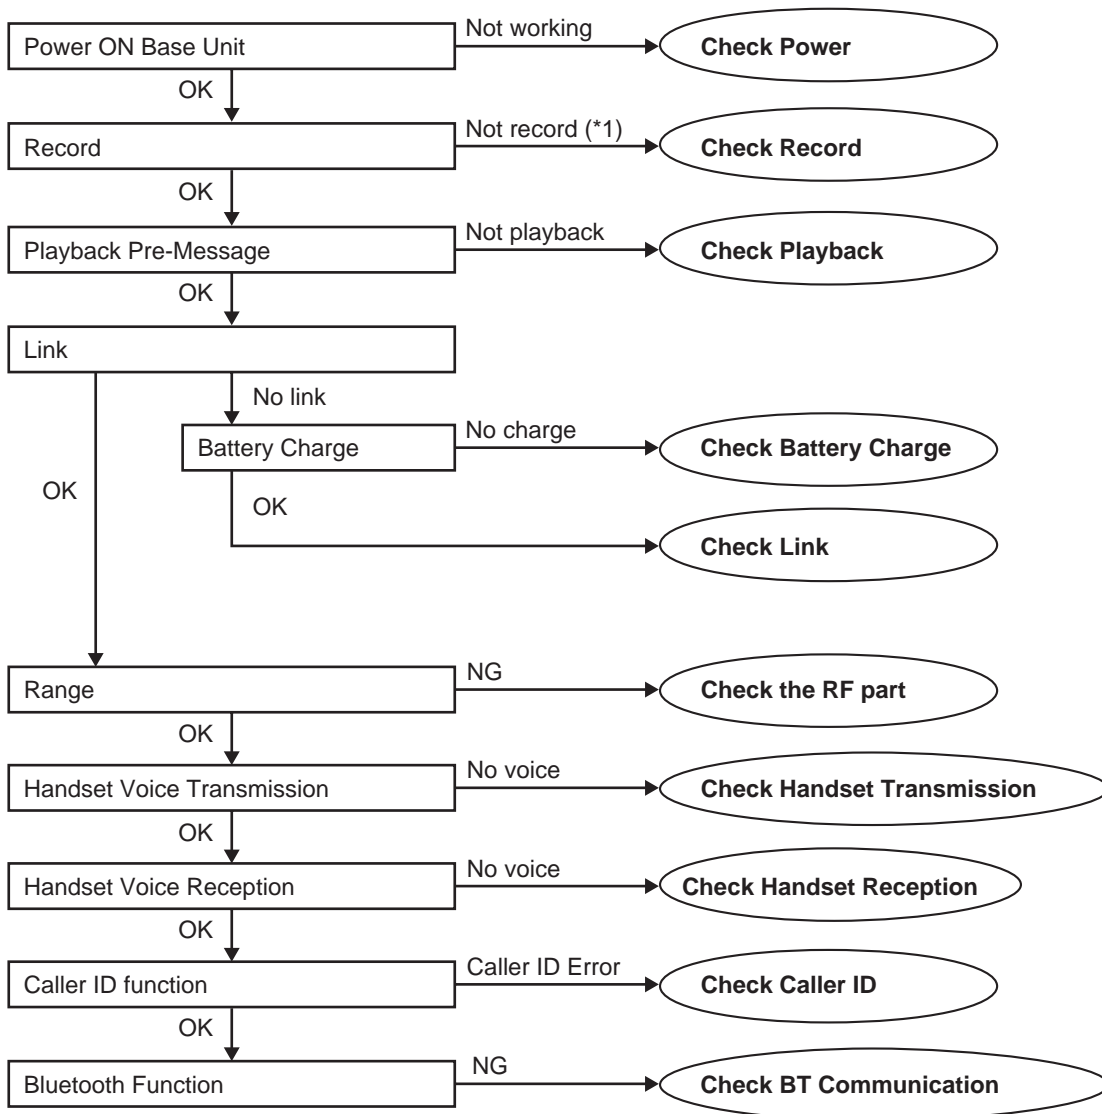 Not working
Power ON Base Unit
Check Power
OK
Not record (*1)
Record
Check Record
OK
Not playback
Playback Pre-Message
Check Playback
OK
Link
No link
No charge
Battery Charge
Check Battery Charge
OK
OK
Check Link
NG
Range
Check the RF part
OK
No voice
Handset Voice Transmission
Check Handset Transmission
OK
No voice
Handset Voice Reception
Check Handset Reception
OK
Caller ID Error
Caller ID function
Check Caller ID
OK
NG
Bluetooth Function
Check BT Communication